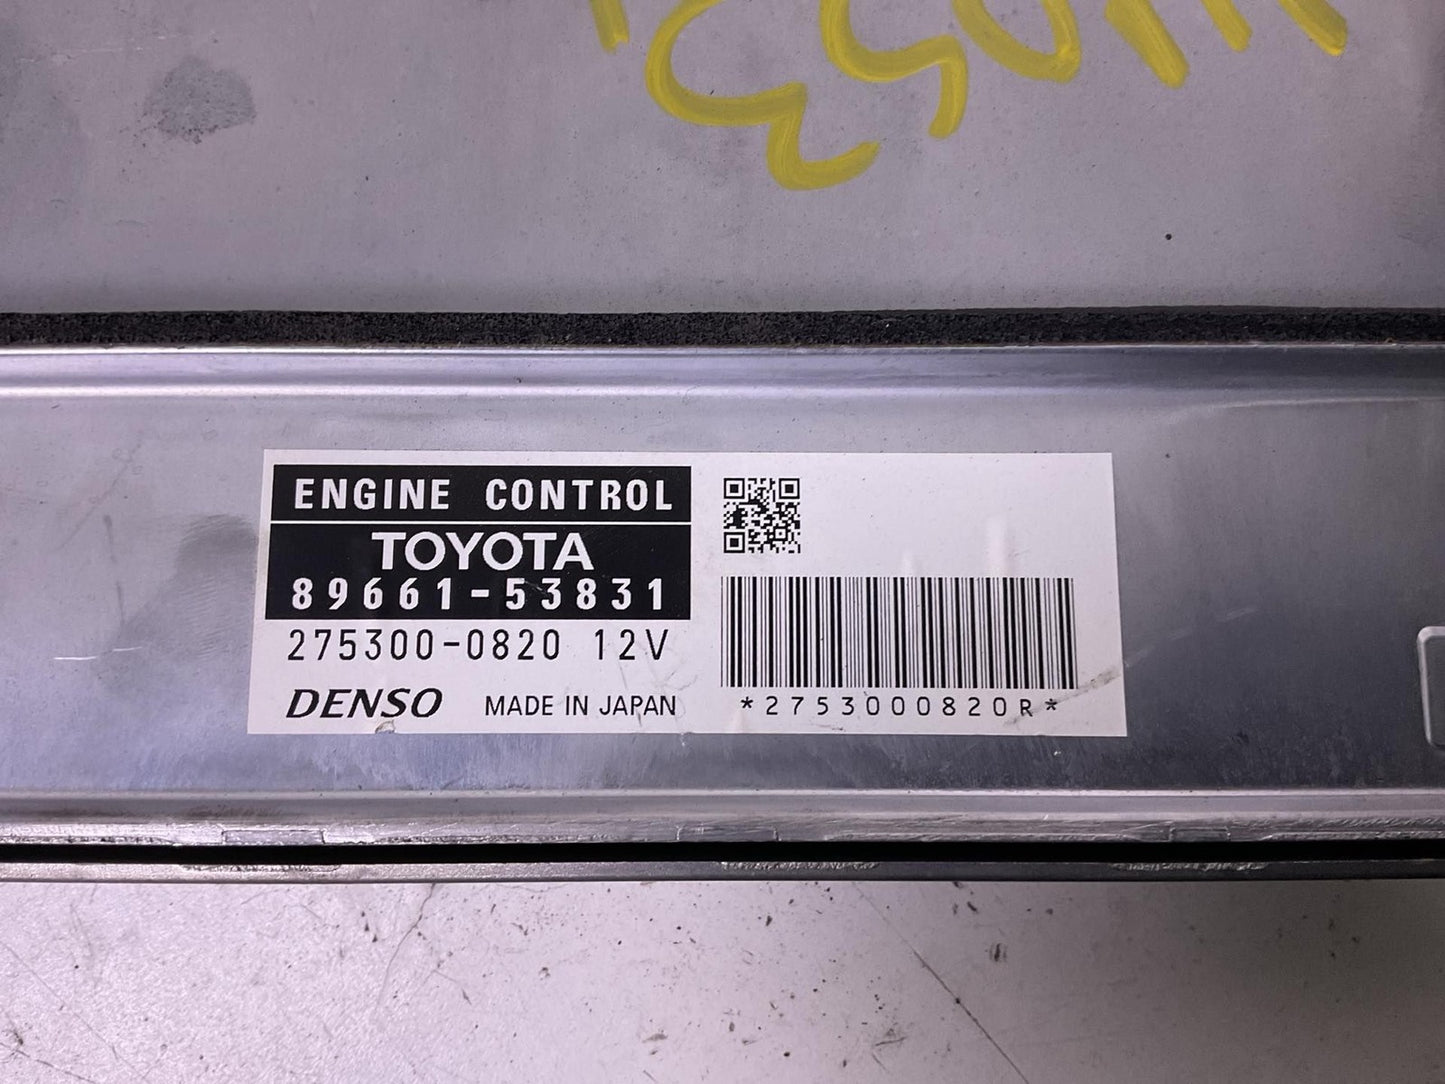 ENGINE CONTROL
TOYOTA
89661-53831
275300-0820 12V
DENSO MADE IN JAPAN
*2753000820R*